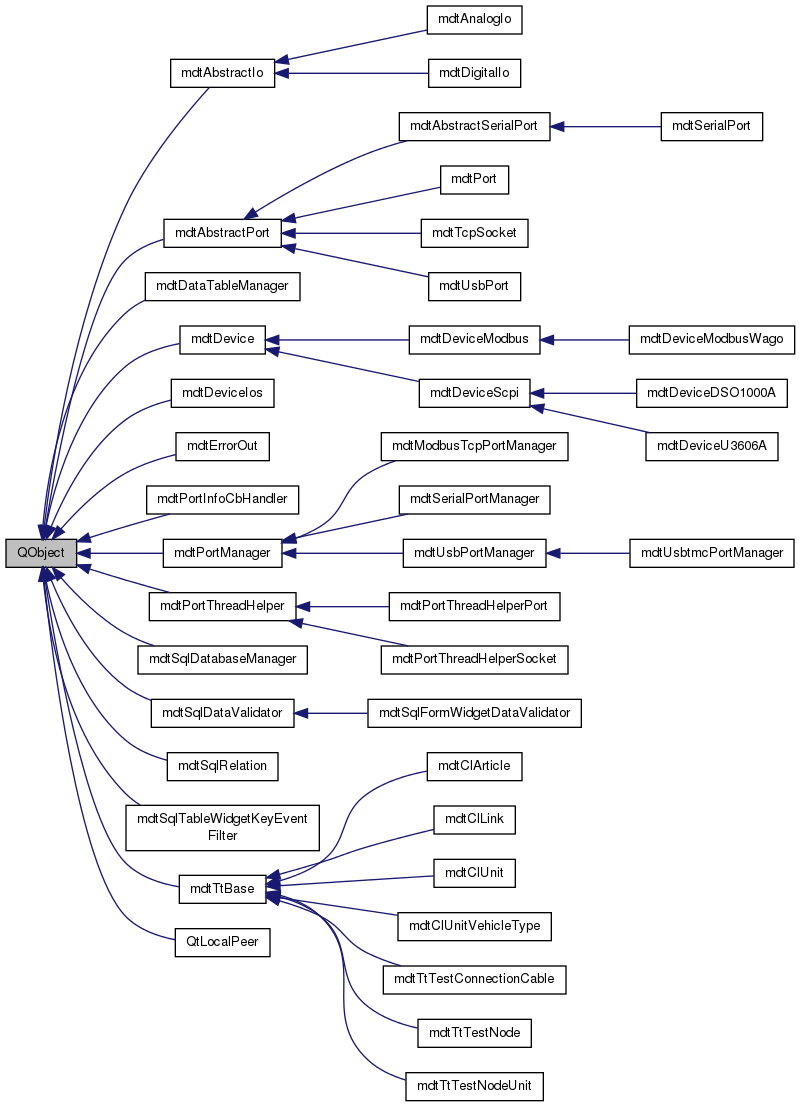 mdtAnalogIo
mdtAbstractIo
mdtDigitalIo
mdtAbstractSerialPort
mdtSerialPort
mdtPort
mdtAbstractPort
mdtTcpSocket
mdtUsbPort
mdtDataTableManager
mdtDevice
mdtDeviceModbus
mdtDeviceModbusWago
mdtDeviceScpi
mdtDeviceDSO1000A
mdtDeviceIos
mdtDeviceU3606A
mdtErrorOut
mdtModbusTcpPortManager
mdtPortInfoCbHandler
mdtSerialPortManager
QObject
mdtPortManager
mdtUsbPortManager
mdtUsbtmcPortManager
mdtPortThreadHelper
mdtPortThreadHelperPort
mdtSqlDatabaseManager
mdtPortThreadHelperSocket
mdtSqlDataValidator
mdtSqlFormWidgetDataValidator
mdtSqlRelation
mdtClArticle
mdtSqlTableWidgetKeyEvent
Filter
mdtClLink
mdtTtBase
mdtClUnit
mdtClUnitVehicleType
QtLocalPeer
mdtTtTestConnectionCable
mdtTtTestNode
mdtTtTestNodeUnit